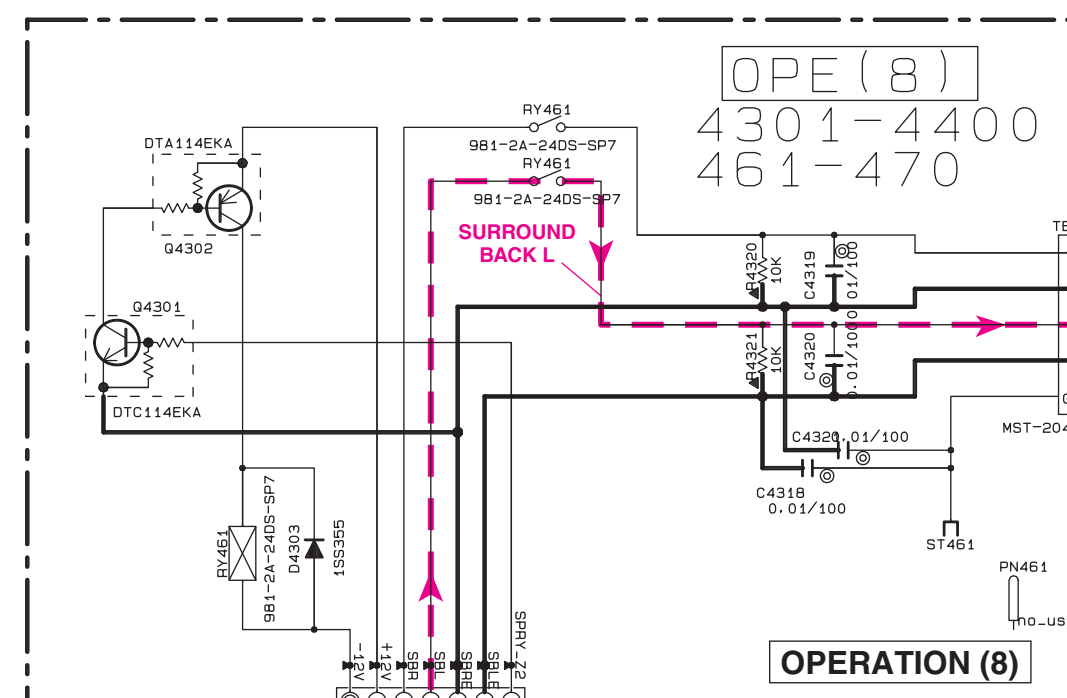 OPE(8)
4301-4400
461-470
RY461
981-2A-24DS-SP7
RY461
981-2A-24DS-SP7
DTA114EKA
Q4302
SURROUND
BACK L
Q4301
DTC114EKA
R4320
10K
C4319
R4321
10K
C4320
0.01/100
TE
G
MST-204
C432
0.01/100
C4318
0.01/100
ST461
RY461
981-2A-24DS-SP7
D4303
1SS355
PN461
no_us
-12V
+12V
SBR
SBL
SBRE
SBLE
SPRY_Z2
OPERATION (8)